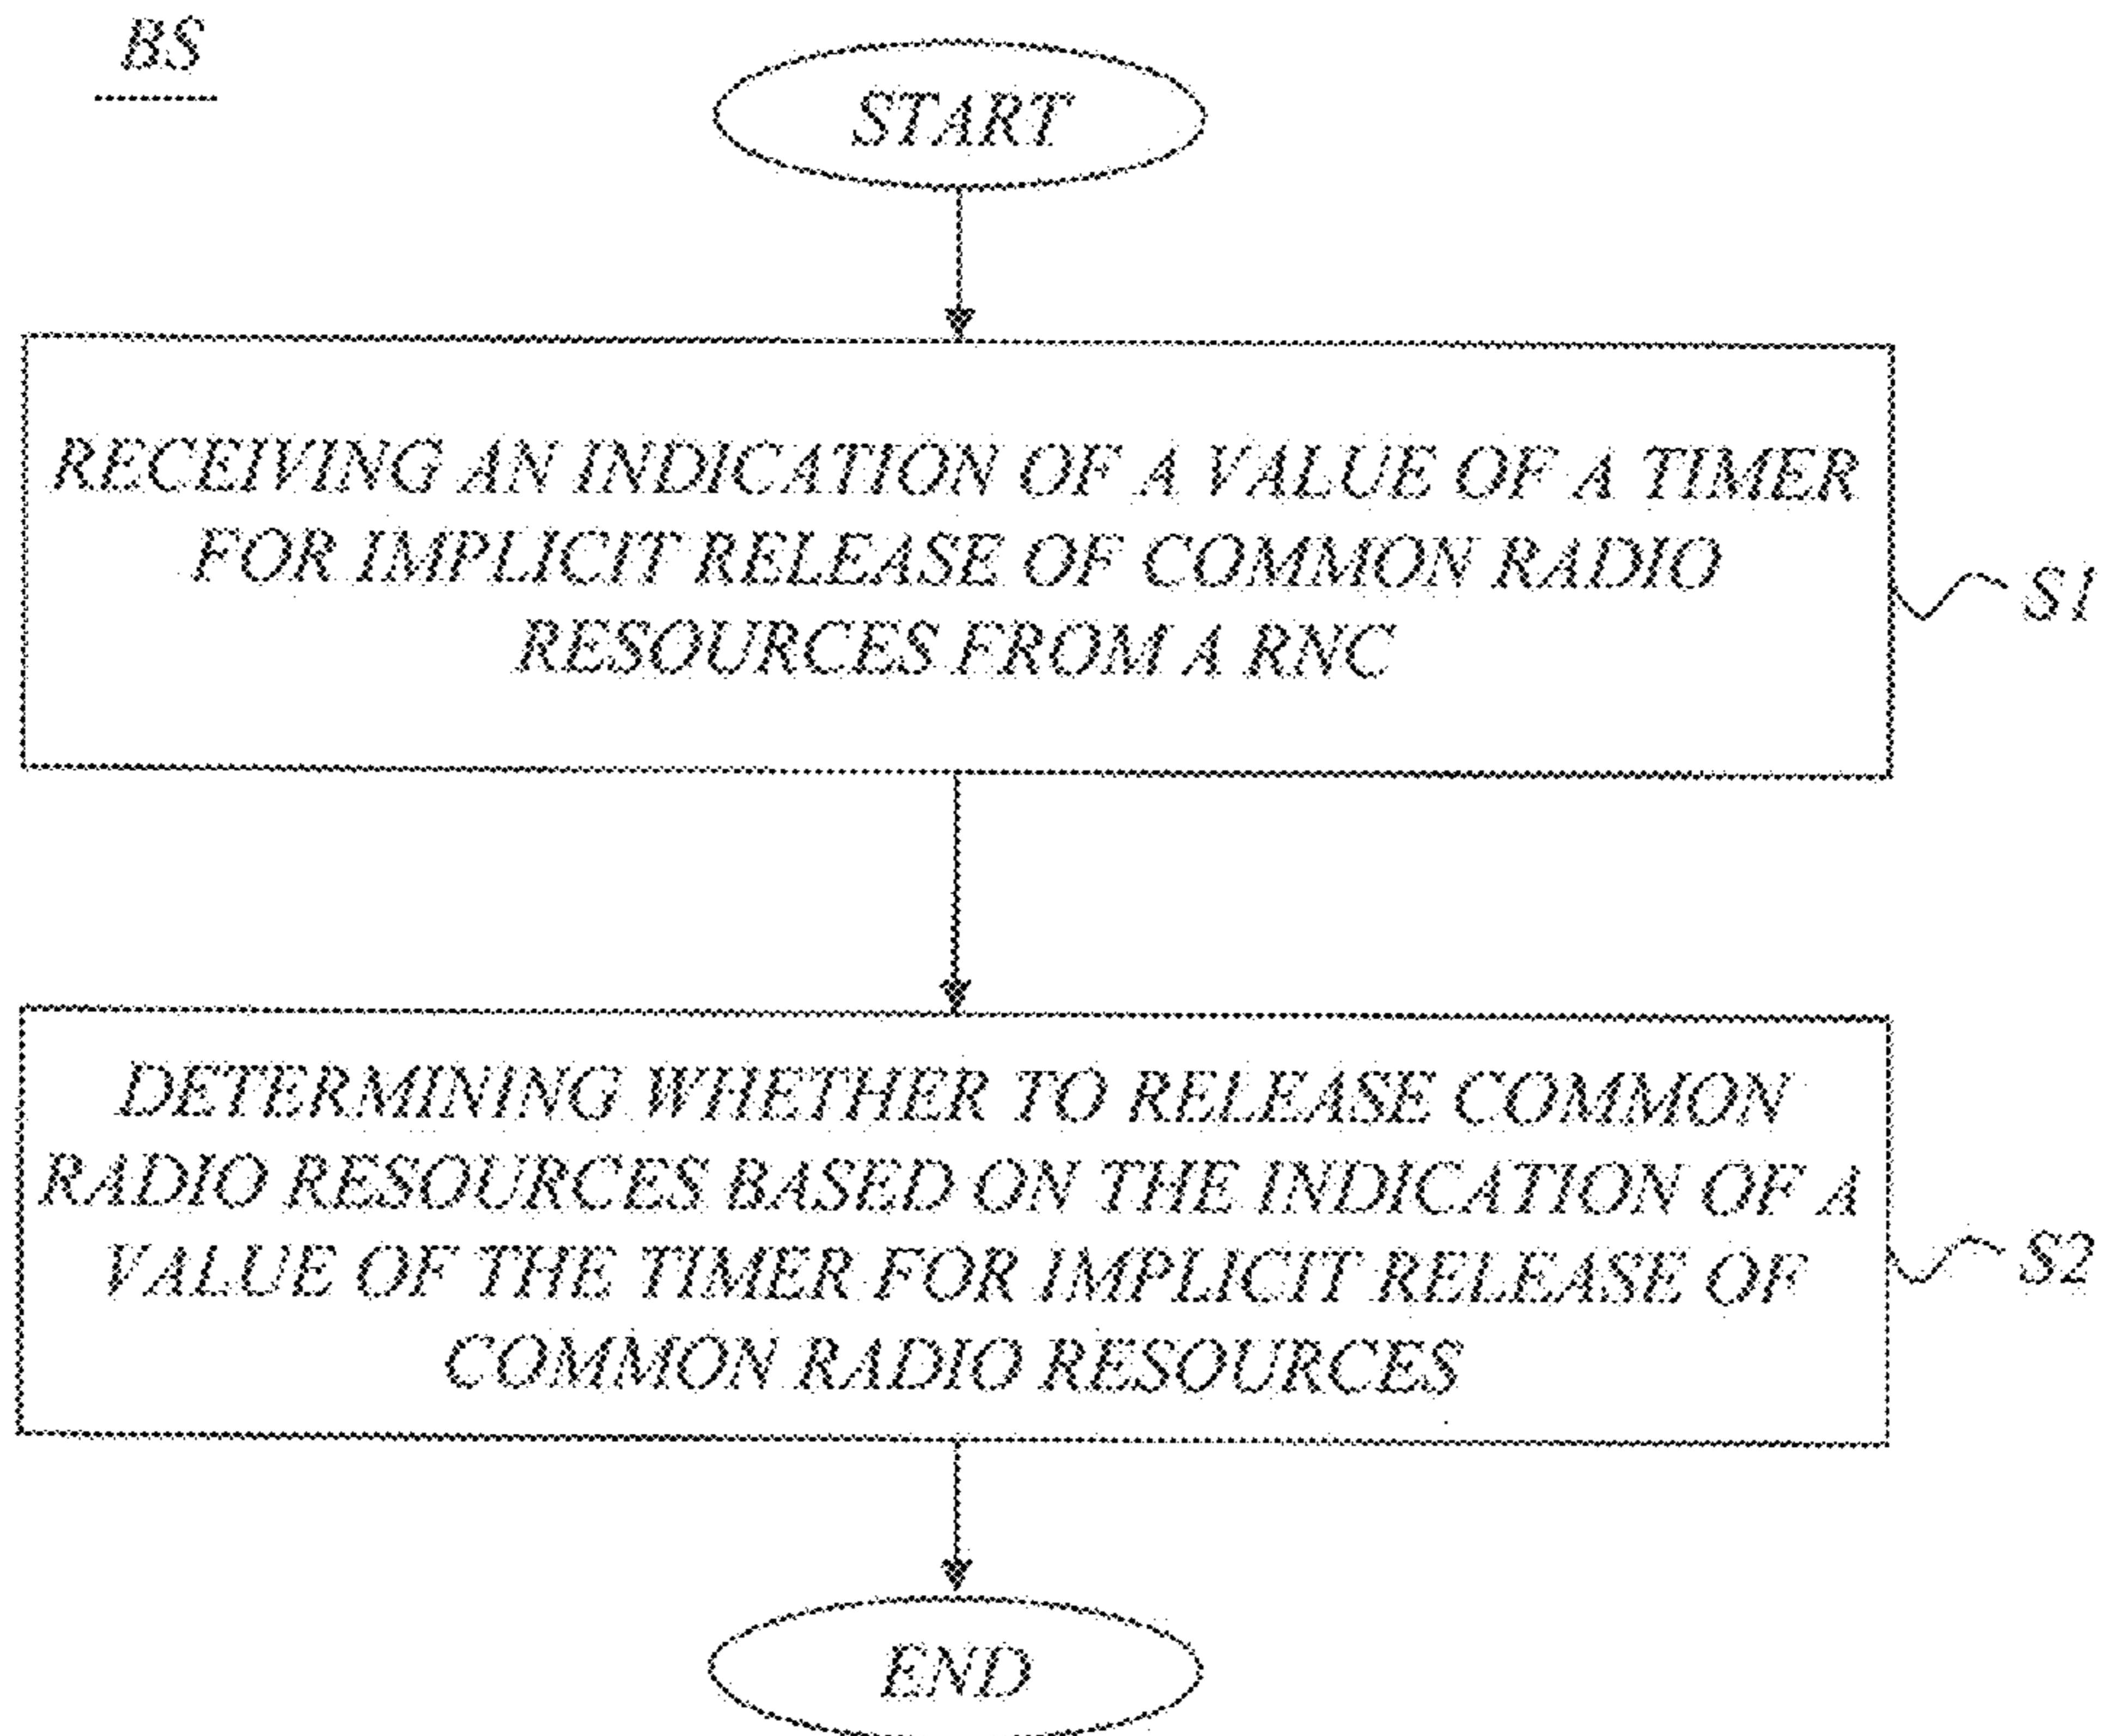 BS
START
RECEIVING AN INDICATION OF A VALUE OF A TIMER
FOR IMPLICIT RELEASE OF COMMON RADIO
RESOURCES FROM A RNC
S1
DETERMINING WHETHER TO RELEASE COMMON
RADIO RESOURCES BASED ON THE INDICATION OF A
VALUE OF THE TIMER FOR IMPLICIT RELEASE OF
COMMON RADIO RESOURCES
S2
END